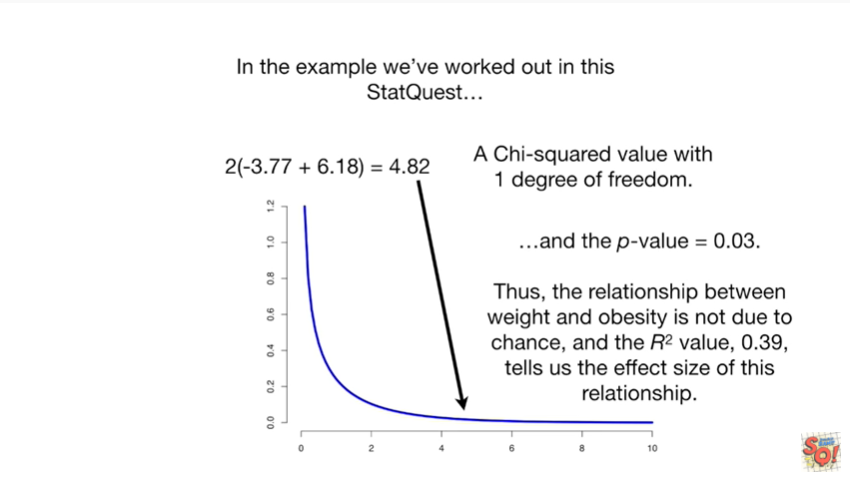 In the example we've worked out in this
StatQuest…
2(-3.77 + 6.18) = 4.82
A Chi-squared value with
1 degree of freedom.
…and the p-value = 0.03.
Thus, the relationship between
weight and obesity is not due to
chance, and the R² value, 0.39,
tells us the effect size of this
relationship.
1.2
1.0
0.8
0.6
0.4
0.2
0.0
0 2 4 6 8 10
SQ!